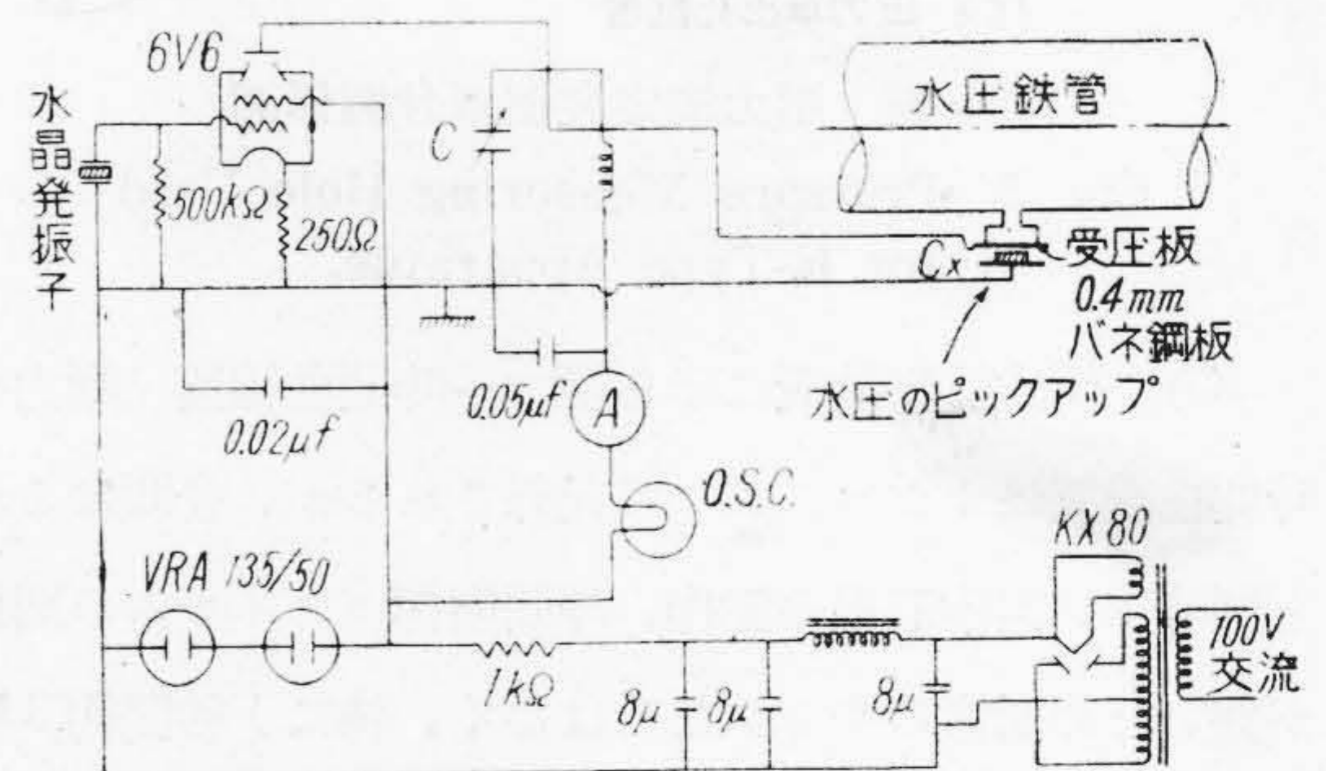 6V6
水晶発振子
500kΩ
250Ω
C
水圧鉄管
Cx
受圧板
0.4mm
バネ鋼板
水圧のピックアップ
0.02μf
0.05μf
A
O.S.C.
VRA 135/50
1kΩ
8μ
8μ
8μ
KX80
100V
交流